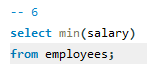 -- 6
select min(salary)
from employees;